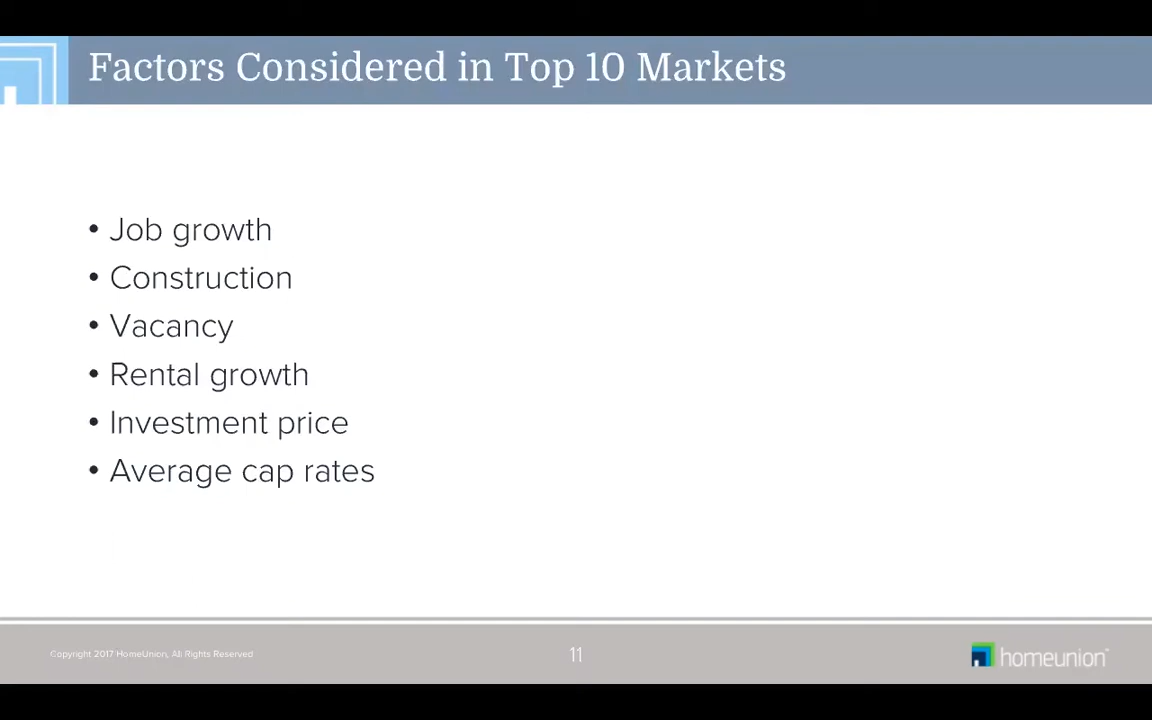 Factors Considered in Top 10 Markets
• Job growth
• Construction
• Vacancy
• Rental growth
• Investment price
• Average cap rates
Copyright 2017 HomeUnion, All Rights Reserved
11
homeunion™